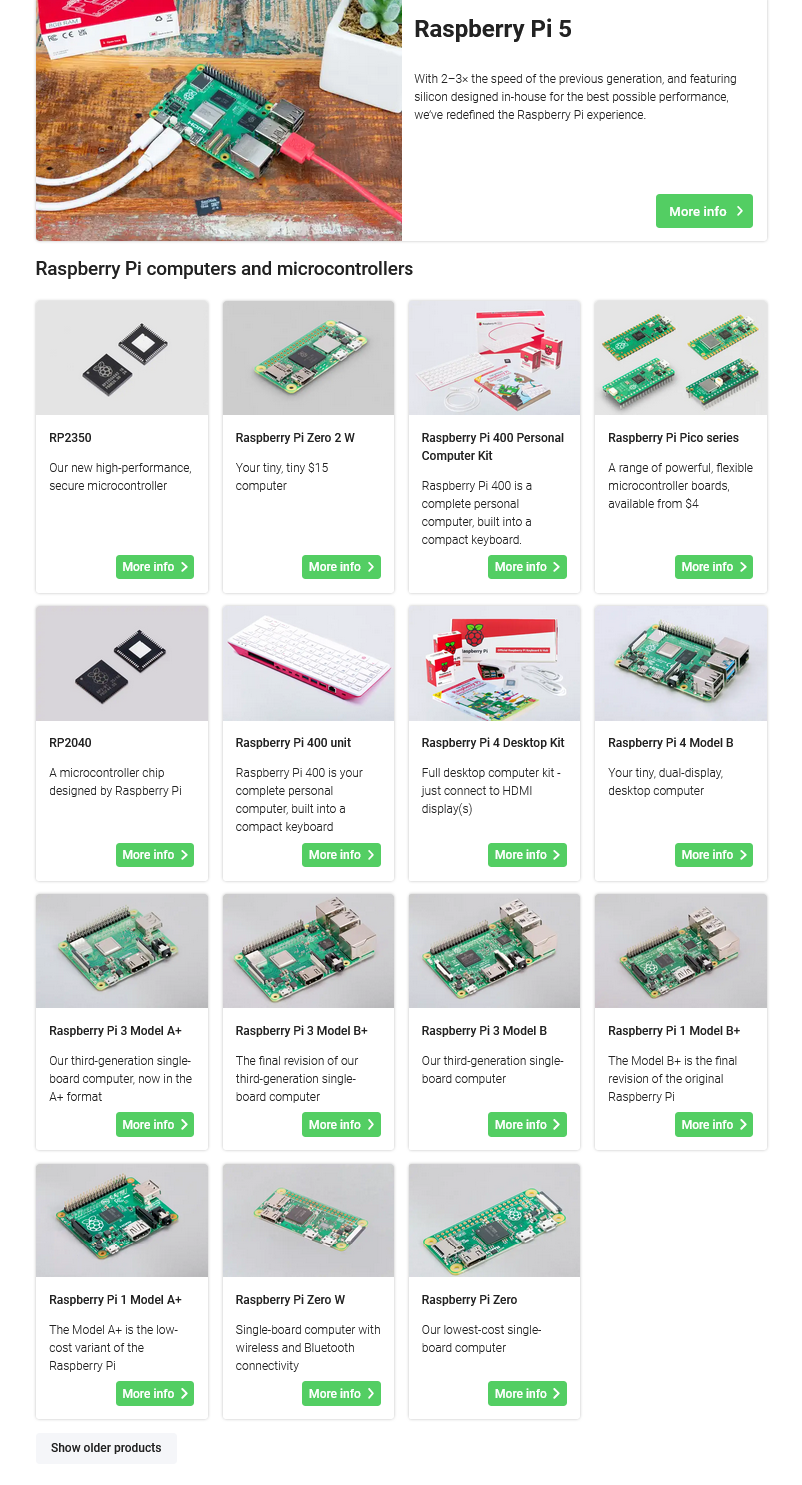 8GB RAM
Raspberry Pi 5
With 2–3× the speed of the previous generation, and featuring
silicon designed in-house for the best possible performance,
we've redefined the Raspberry Pi experience.
More info
Raspberry Pi computers and microcontrollers
RP2350
Our new high-performance,
secure microcontroller
More info
Raspberry Pi Zero 2 W
Your tiny, tiny $15
computer
More info
Raspberry Pi 400 Personal
Computer Kit
Raspberry Pi 400 is a
complete personal
computer, built into a
compact keyboard.
More info
Raspberry Pi Pico series
A range of powerful, flexible
microcontroller boards,
available from $4
More info
RP2040
A microcontroller chip
designed by Raspberry Pi
More info
Raspberry Pi 400 unit
Raspberry Pi 400 is your
complete personal
computer, built into a
compact keyboard
More info
Raspberry Pi
Raspberry Pi 4 Desktop Kit
Full desktop computer kit -
just connect to HDMI
display(s)
More info
Raspberry Pi 4 Model B
Your tiny, dual-display,
desktop computer
More info
Raspberry Pi 3 Model A+
Our third-generation single-
board computer, now in the
A+ format
More info
Raspberry Pi 3 Model B+
The final revision of our
third-generation single-
board computer
More info
Raspberry Pi 3 Model B
Our third-generation single-
board computer
More info
Raspberry Pi 1 Model B+
The Model B+ is the final
revision of the original
Raspberry Pi
More info
Raspberry Pi 1 Model A+
The Model A+ is the low-
cost variant of the
Raspberry Pi
More info
Raspberry Pi Zero W
Single-board computer with
wireless and Bluetooth
connectivity
More info
Raspberry Pi Zero
Our lowest-cost single-
board computer
More info
Show older products